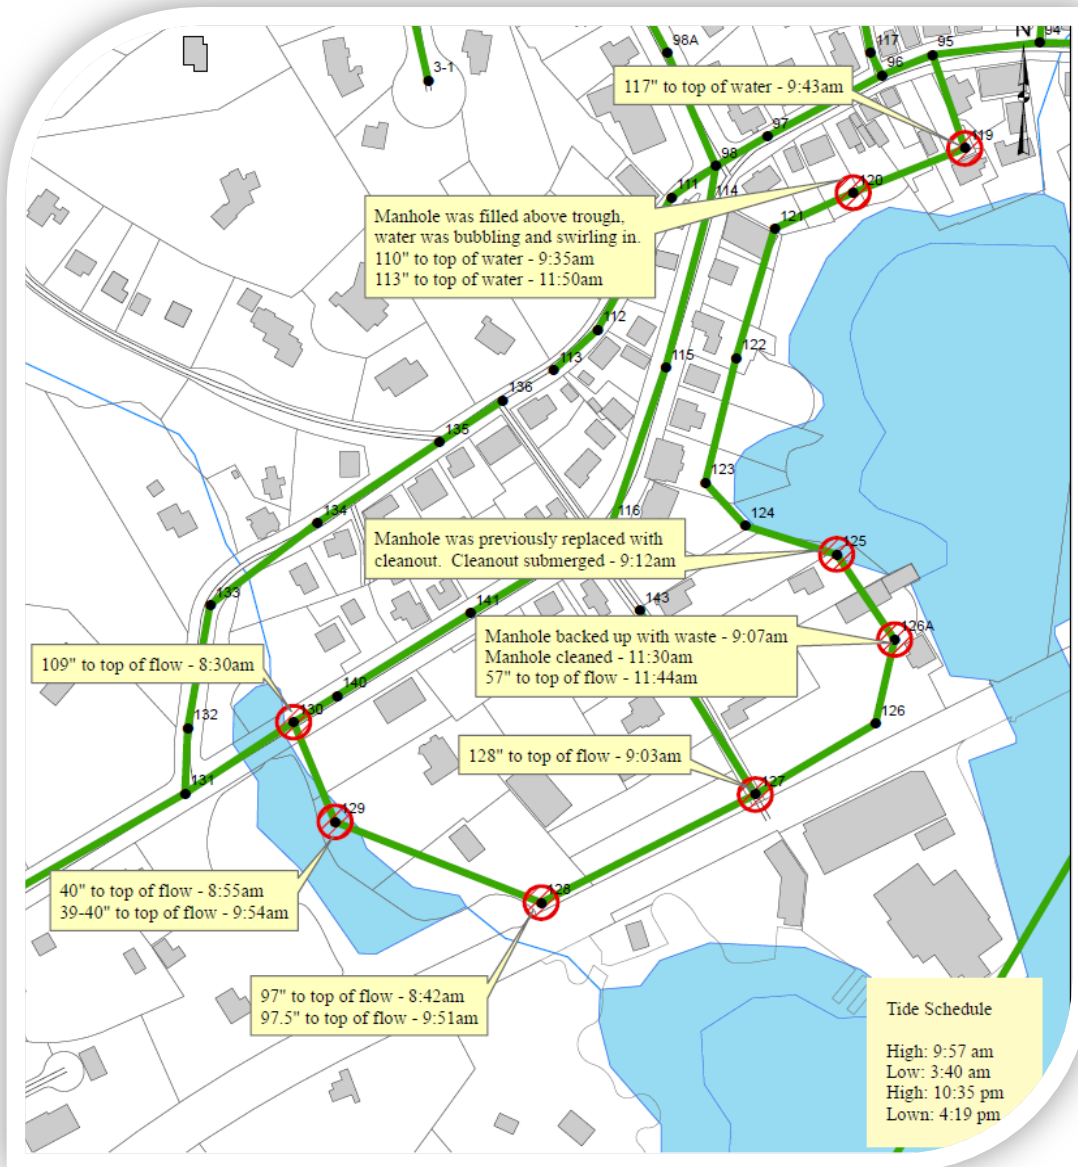 98A
117
N
94
95
96
3-1
117" to top of water - 9:43am
97
119
98
111
114
120
Manhole was filled above trough,
water was bubbling and swirling in.
110" to top of water - 9:35am
113" to top of water - 11:50am
121
112
122
115
113
136
135
123
134
116
124
Manhole was previously replaced with
cleanout. Cleanout submerged - 9:12am
125
133
141
143
126A
Manhole backed up with waste - 9:07am
Manhole cleaned - 11:30am
57" to top of flow - 11:44am
109" to top of flow - 8:30am
140
130
132
126
128" to top of flow - 9:03am
131
127
129
40" to top of flow - 8:55am
39-40" to top of flow - 9:54am
128
97" to top of flow - 8:42am
97.5" to top of flow - 9:51am
Tide Schedule
High: 9:57 am
Low: 3:40 am
High: 10:35 pm
Lown: 4:19 pm